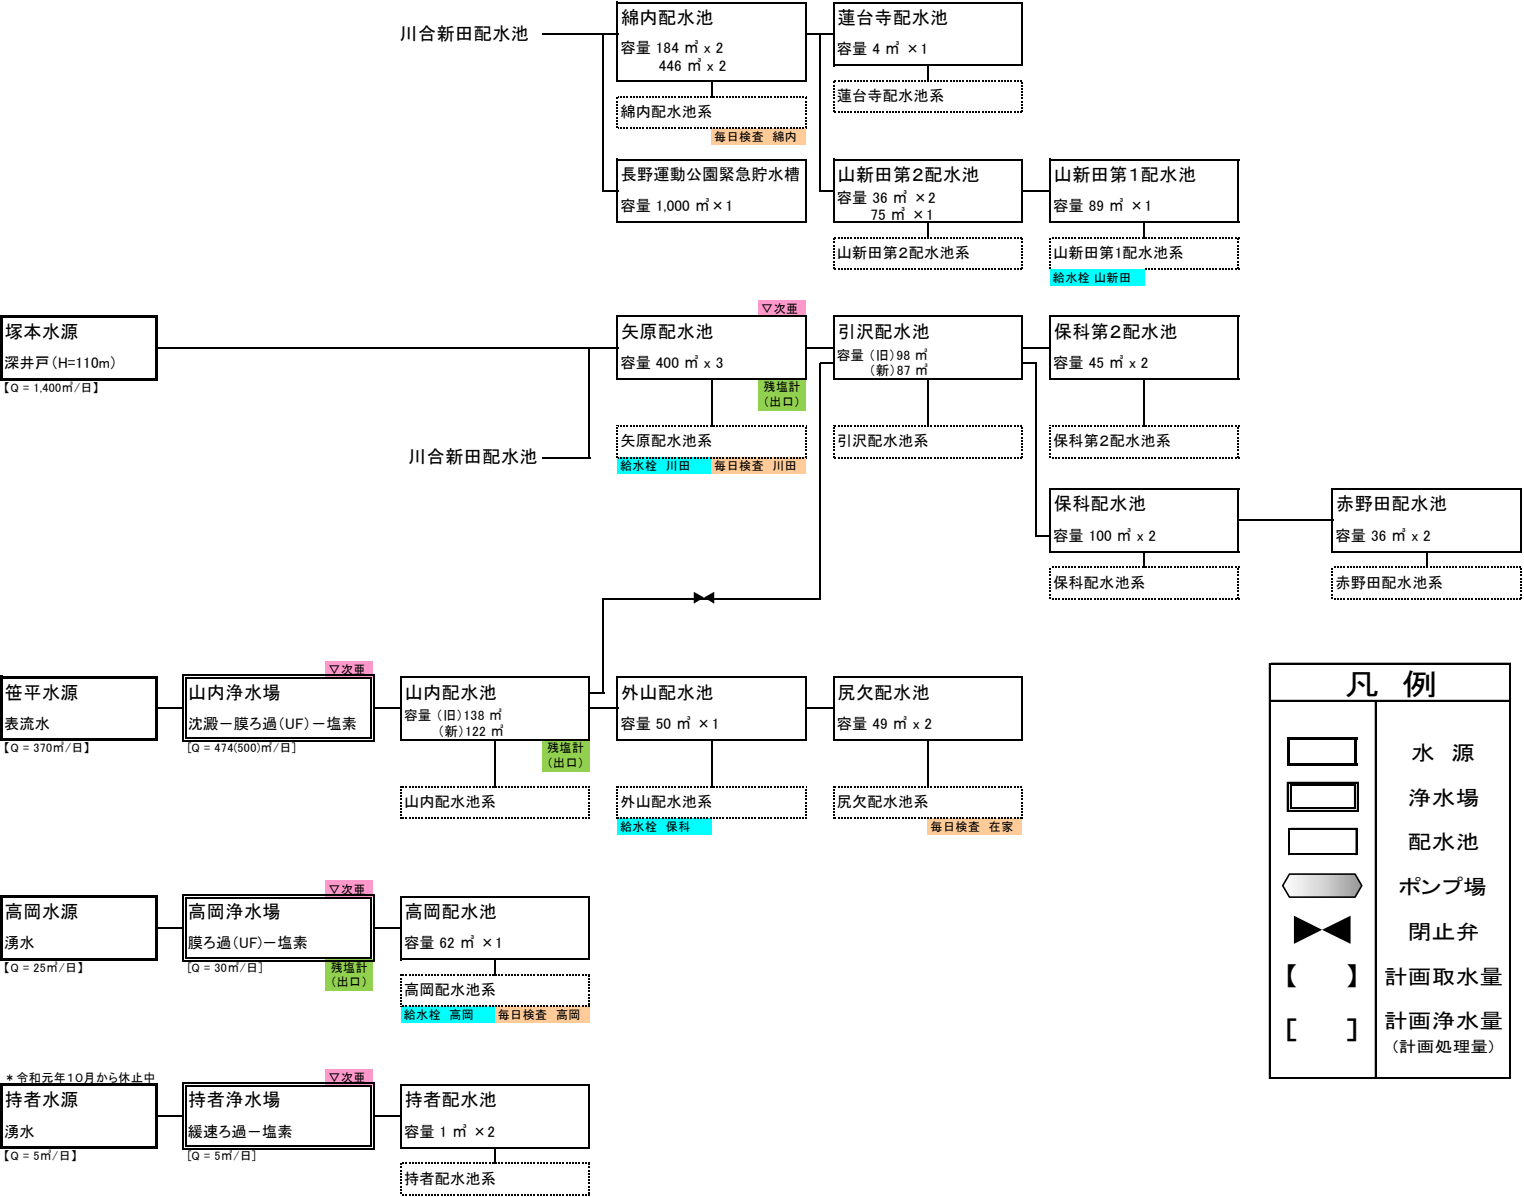 川合新田配水池
綿内配水池
容量 184 ㎥ x 2
446 ㎥ x 2
綿内配水池系
毎日検査 綿内
蓮台寺配水池
容量 4 ㎥ ×1
蓮台寺配水池系
長野運動公園緊急貯水槽
容量 1,000 ㎥×1
山新田第2配水池
容量 36 ㎥ ×2
75 ㎥ ×1
山新田第2配水池系
山新田第1配水池
容量 89 ㎥ ×1
山新田第1配水池系
給水栓 山新田
塚本水源
深井戸(H=110m)
【Q = 1,400㎥/日】
川合新田配水池
▽次亜
矢原配水池
容量 400 ㎥ x 3
残塩計
(出口)
矢原配水池系
給水栓 川田
毎日検査 川田
引沢配水池
容量 (旧)98 ㎥
(新)87 ㎥
引沢配水池系
保科第2配水池
容量 45 ㎥ x 2
保科第2配水池系
保科配水池
容量 100 ㎥ x 2
保科配水池系
赤野田配水池
容量 36 ㎥ x 2
赤野田配水池系
笹平水源
表流水
【Q = 370㎥/日】
▽次亜
山内浄水場
沈澱ー膜ろ過(UF)ー塩素
[Q = 474(500)㎥/日]
山内配水池
容量 (旧)138 ㎥
(新)122 ㎥
残塩計
(出口)
山内配水池系
外山配水池
容量 50 ㎥ ×1
外山配水池系
給水栓 保科
尻欠配水池
容量 49 ㎥ x 2
尻欠配水池系
毎日検査 在家
高岡水源
湧水
【Q = 25㎥/日】
▽次亜
高岡浄水場
膜ろ過(UF)ー塩素
[Q = 30㎥/日]
残塩計
(出口)
高岡配水池
容量 62 ㎥ ×1
高岡配水池系
給水栓 高岡
毎日検査 高岡
*令和元年10月から休止中
持者水源
湧水
【Q = 5㎥/日】
▽次亜
持者浄水場
緩速ろ過ー塩素
[Q = 5㎥/日]
持者配水池
容量 1 ㎥ ×2
持者配水池系
凡 例
水 源
浄水場
配水池
ポンプ場
閉止弁
【 】 計画取水量
[ ] 計画浄水量
(計画処理量)